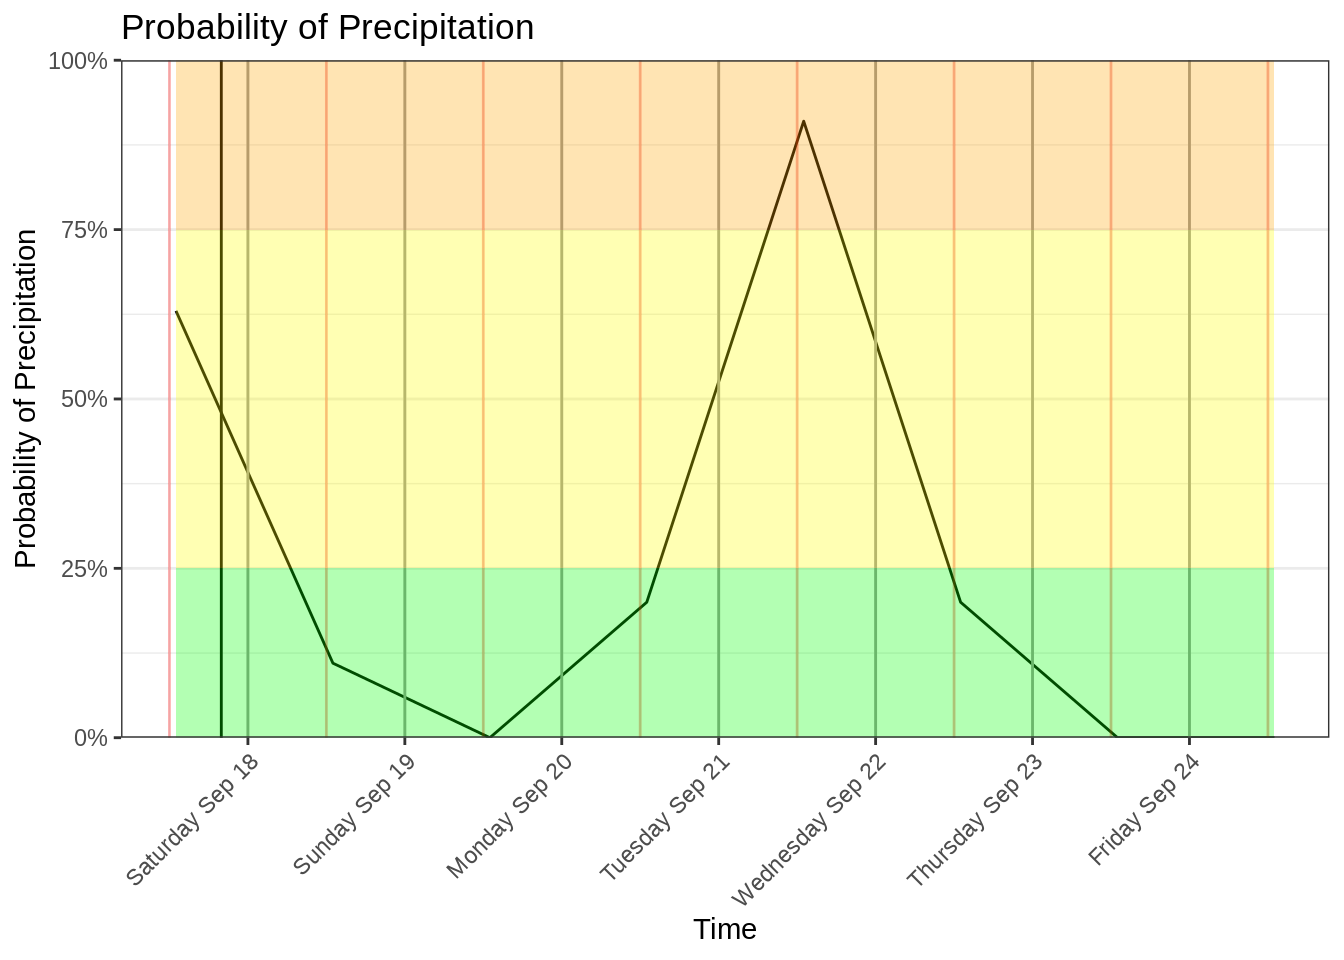 Probability of Precipitation
Probability of Precipitation
100%
75%
50%
25%
0%
Saturday Sep 18
Sunday Sep 19
Monday Sep 20
Tuesday Sep 21
Wednesday Sep 22
Thursday Sep 23
Friday Sep 24
Time